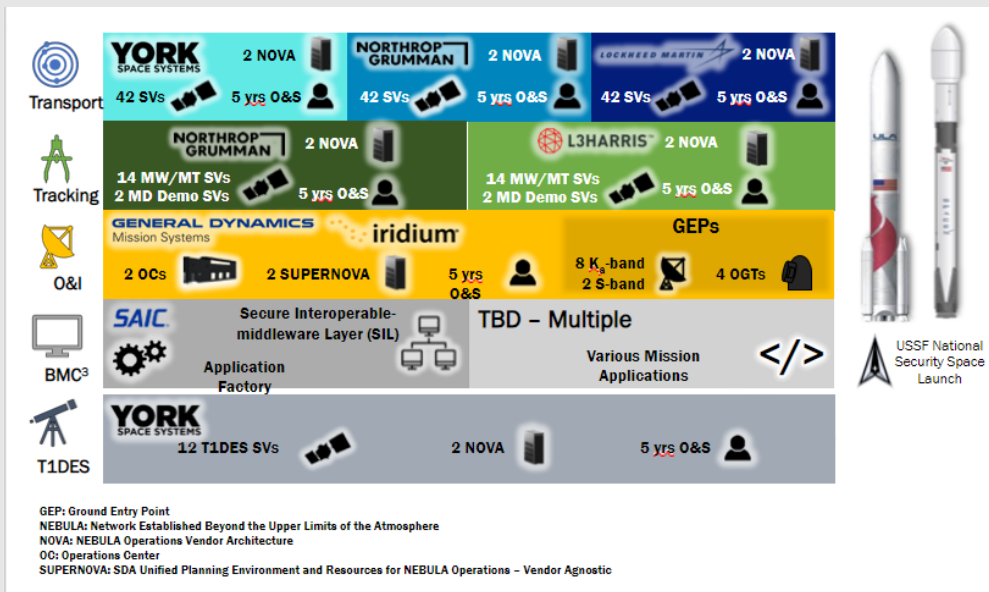 Transport
YORK
SPACE SYSTEMS
2 NOVA
42 SVs
5 yrs O&S
NORTHROP
GRUMMAN
2 NOVA
42 SVs
5 yrs O&S
LOCKHEED MARTIN
2 NOVA
42 SVs
5 yrs O&S
Tracking
NORTHROP
GRUMMAN
2 NOVA
14 MW/MT SVs
2 MD Demo SVs
5 yrs O&S
L3HARRIS™
2 NOVA
14 MW/MT SVs
2 MD Demo SVs
5 yrs O&S
O&I
GENERAL DYNAMICS
Mission Systems
iridium
2 OCs
2 SUPERNOVA
5 yrs
O&S
GEPs
8 Ka-band
2 S-band
4 OGTs
BMC³
SAIC.
Secure Interoperable-
middleware Layer (SIL)
Application
Factory
TBD – Multiple
Various Mission
Applications
</>
T1DES
YORK
SPACE SYSTEMS
12 T1DES SVs
2 NOVA
5 yrs O&S
ULA
USSF National
Security Space
Launch
GEP: Ground Entry Point
NEBULA: Network Established Beyond the Upper Limits of the Atmosphere
NOVA: NEBULA Operations Vendor Architecture
OC: Operations Center
SUPERNOVA: SDA Unified Planning Environment and Resources for NEBULA Operations – Vendor Agnostic